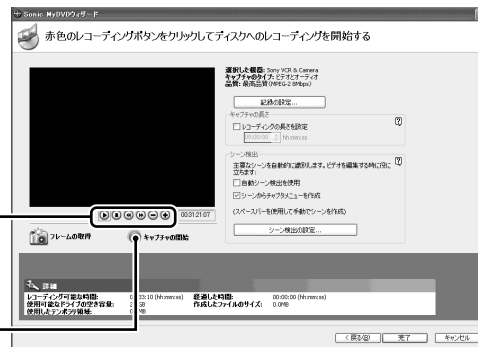 Sonic MyDVDウィザード
赤色のレコーディングボタンをクリックしてディスクへのレコーディングを開始する
選択した機器: Sony VCR & Camera
キャプチャのタイプ: ビデオとオーディオ
品質: 最高品質(MPEG-2 8Mbps)
記録の設定...
キャプチャの長さ
レコーディングの長さを設定
00:00:00 hh:mm:ss
シーン検出
主要なシーンを自動的に識別します。ビデオを編集する時に役に
立ちます:
自動シーン検出を使用
シーンからチャプタメニューを作成
(スペースバーを使用して手動でシーンを作成)
シーン検出の設定...
00:31:21:07
フレームの取得
キャプチャの開始
詳細
レコーディング可能な時間: 33:10 (hh:mm:ss)
経過した時間: 00:00:00 (hh:mm:ss)
使用可能なドライブの空き容量: GB
作成したファイルのサイズ: 0.0MB
使用したテンポラリ領域: MB
< 戻る(B)
完了
キャンセル